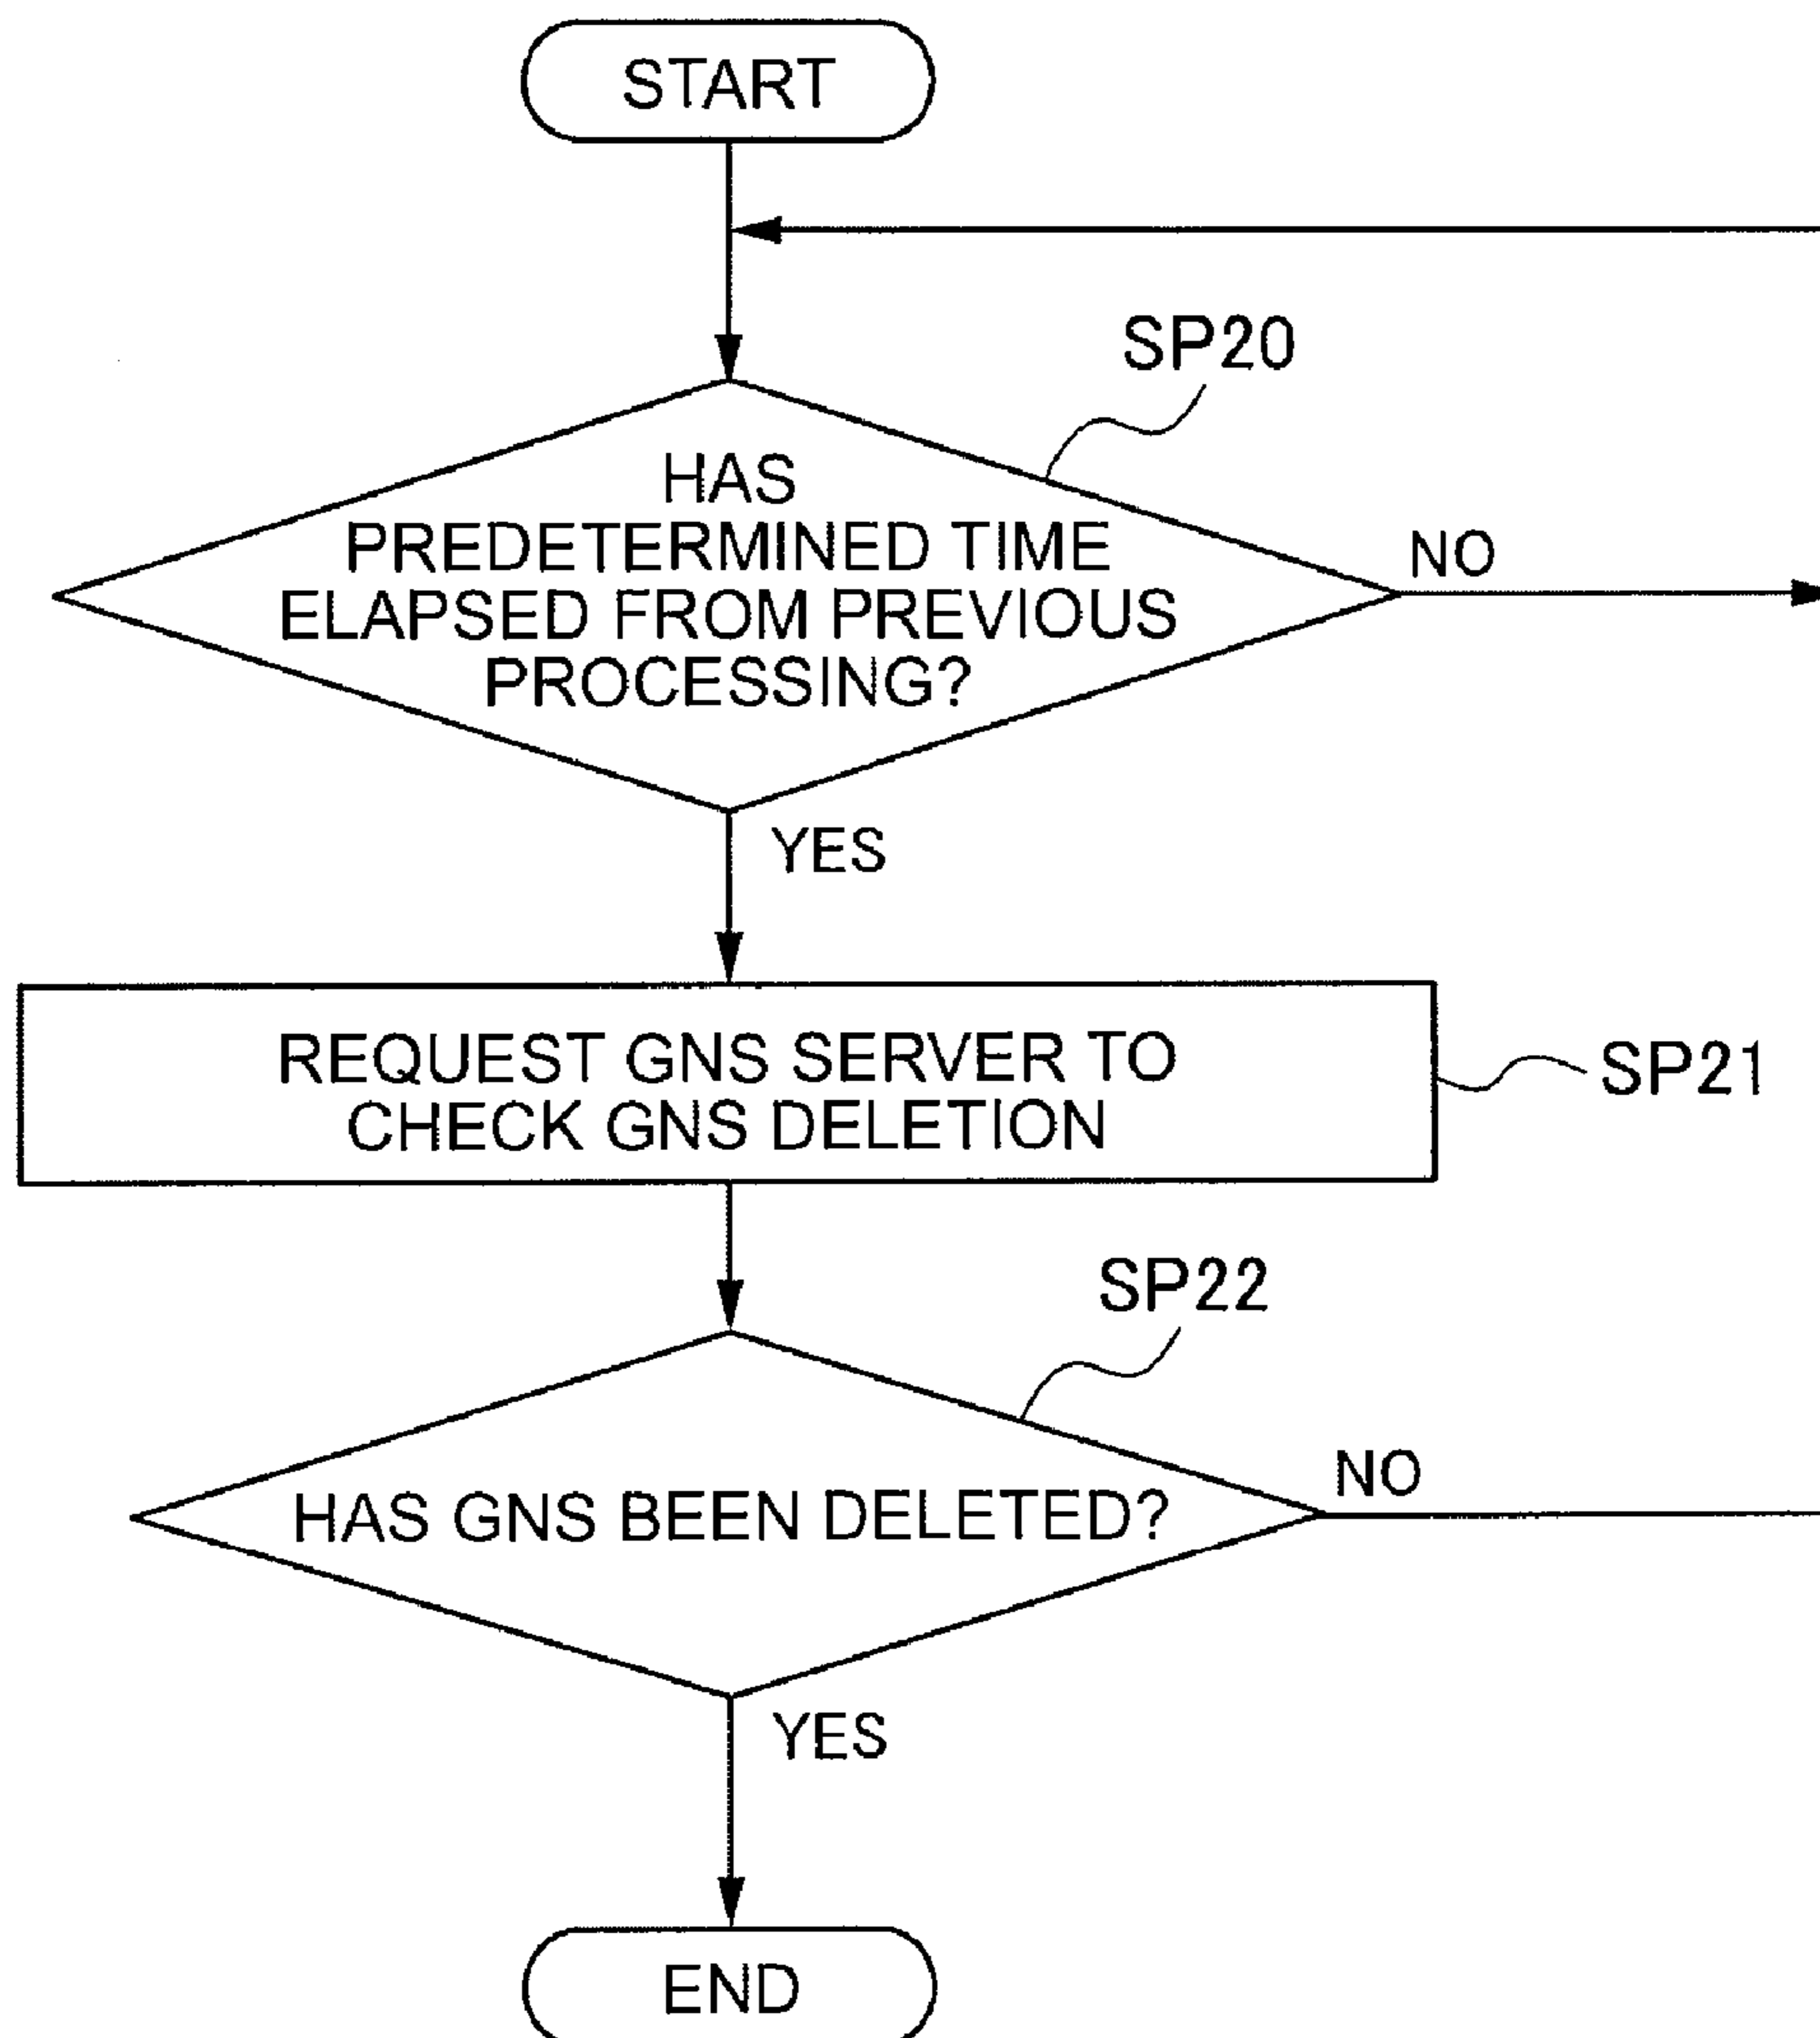 START
SP20
HAS
PREDETERMINED TIME
ELAPSED FROM PREVIOUS
PROCESSING?
NO
YES
REQUEST GNS SERVER TO
CHECK GNS DELETION
SP21
SP22
HAS GNS BEEN DELETED?
NO
YES
END